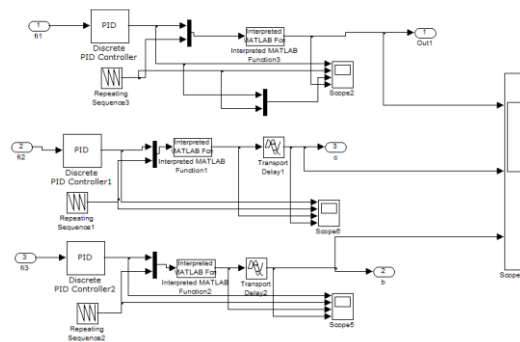 1
fi1
PID
Discrete
PID Controller
Repeating
Sequence3
Interpreted
MATLAB Fcn
Interpreted MATLAB
Function3
Scope2
1
Out1
2
fi2
PID
Discrete
PID Controller1
Repeating
Sequence1
Interpreted
MATLAB Fcn
Interpreted MATLAB
Function1
Transport
Delay1
3
c
Scope6
3
fi3
PID
Discrete
PID Controller2
Repeating
Sequence2
Interpreted
MATLAB Fcn
Interpreted MATLAB
Function2
Transport
Delay2
2
b
Scope5
Scope